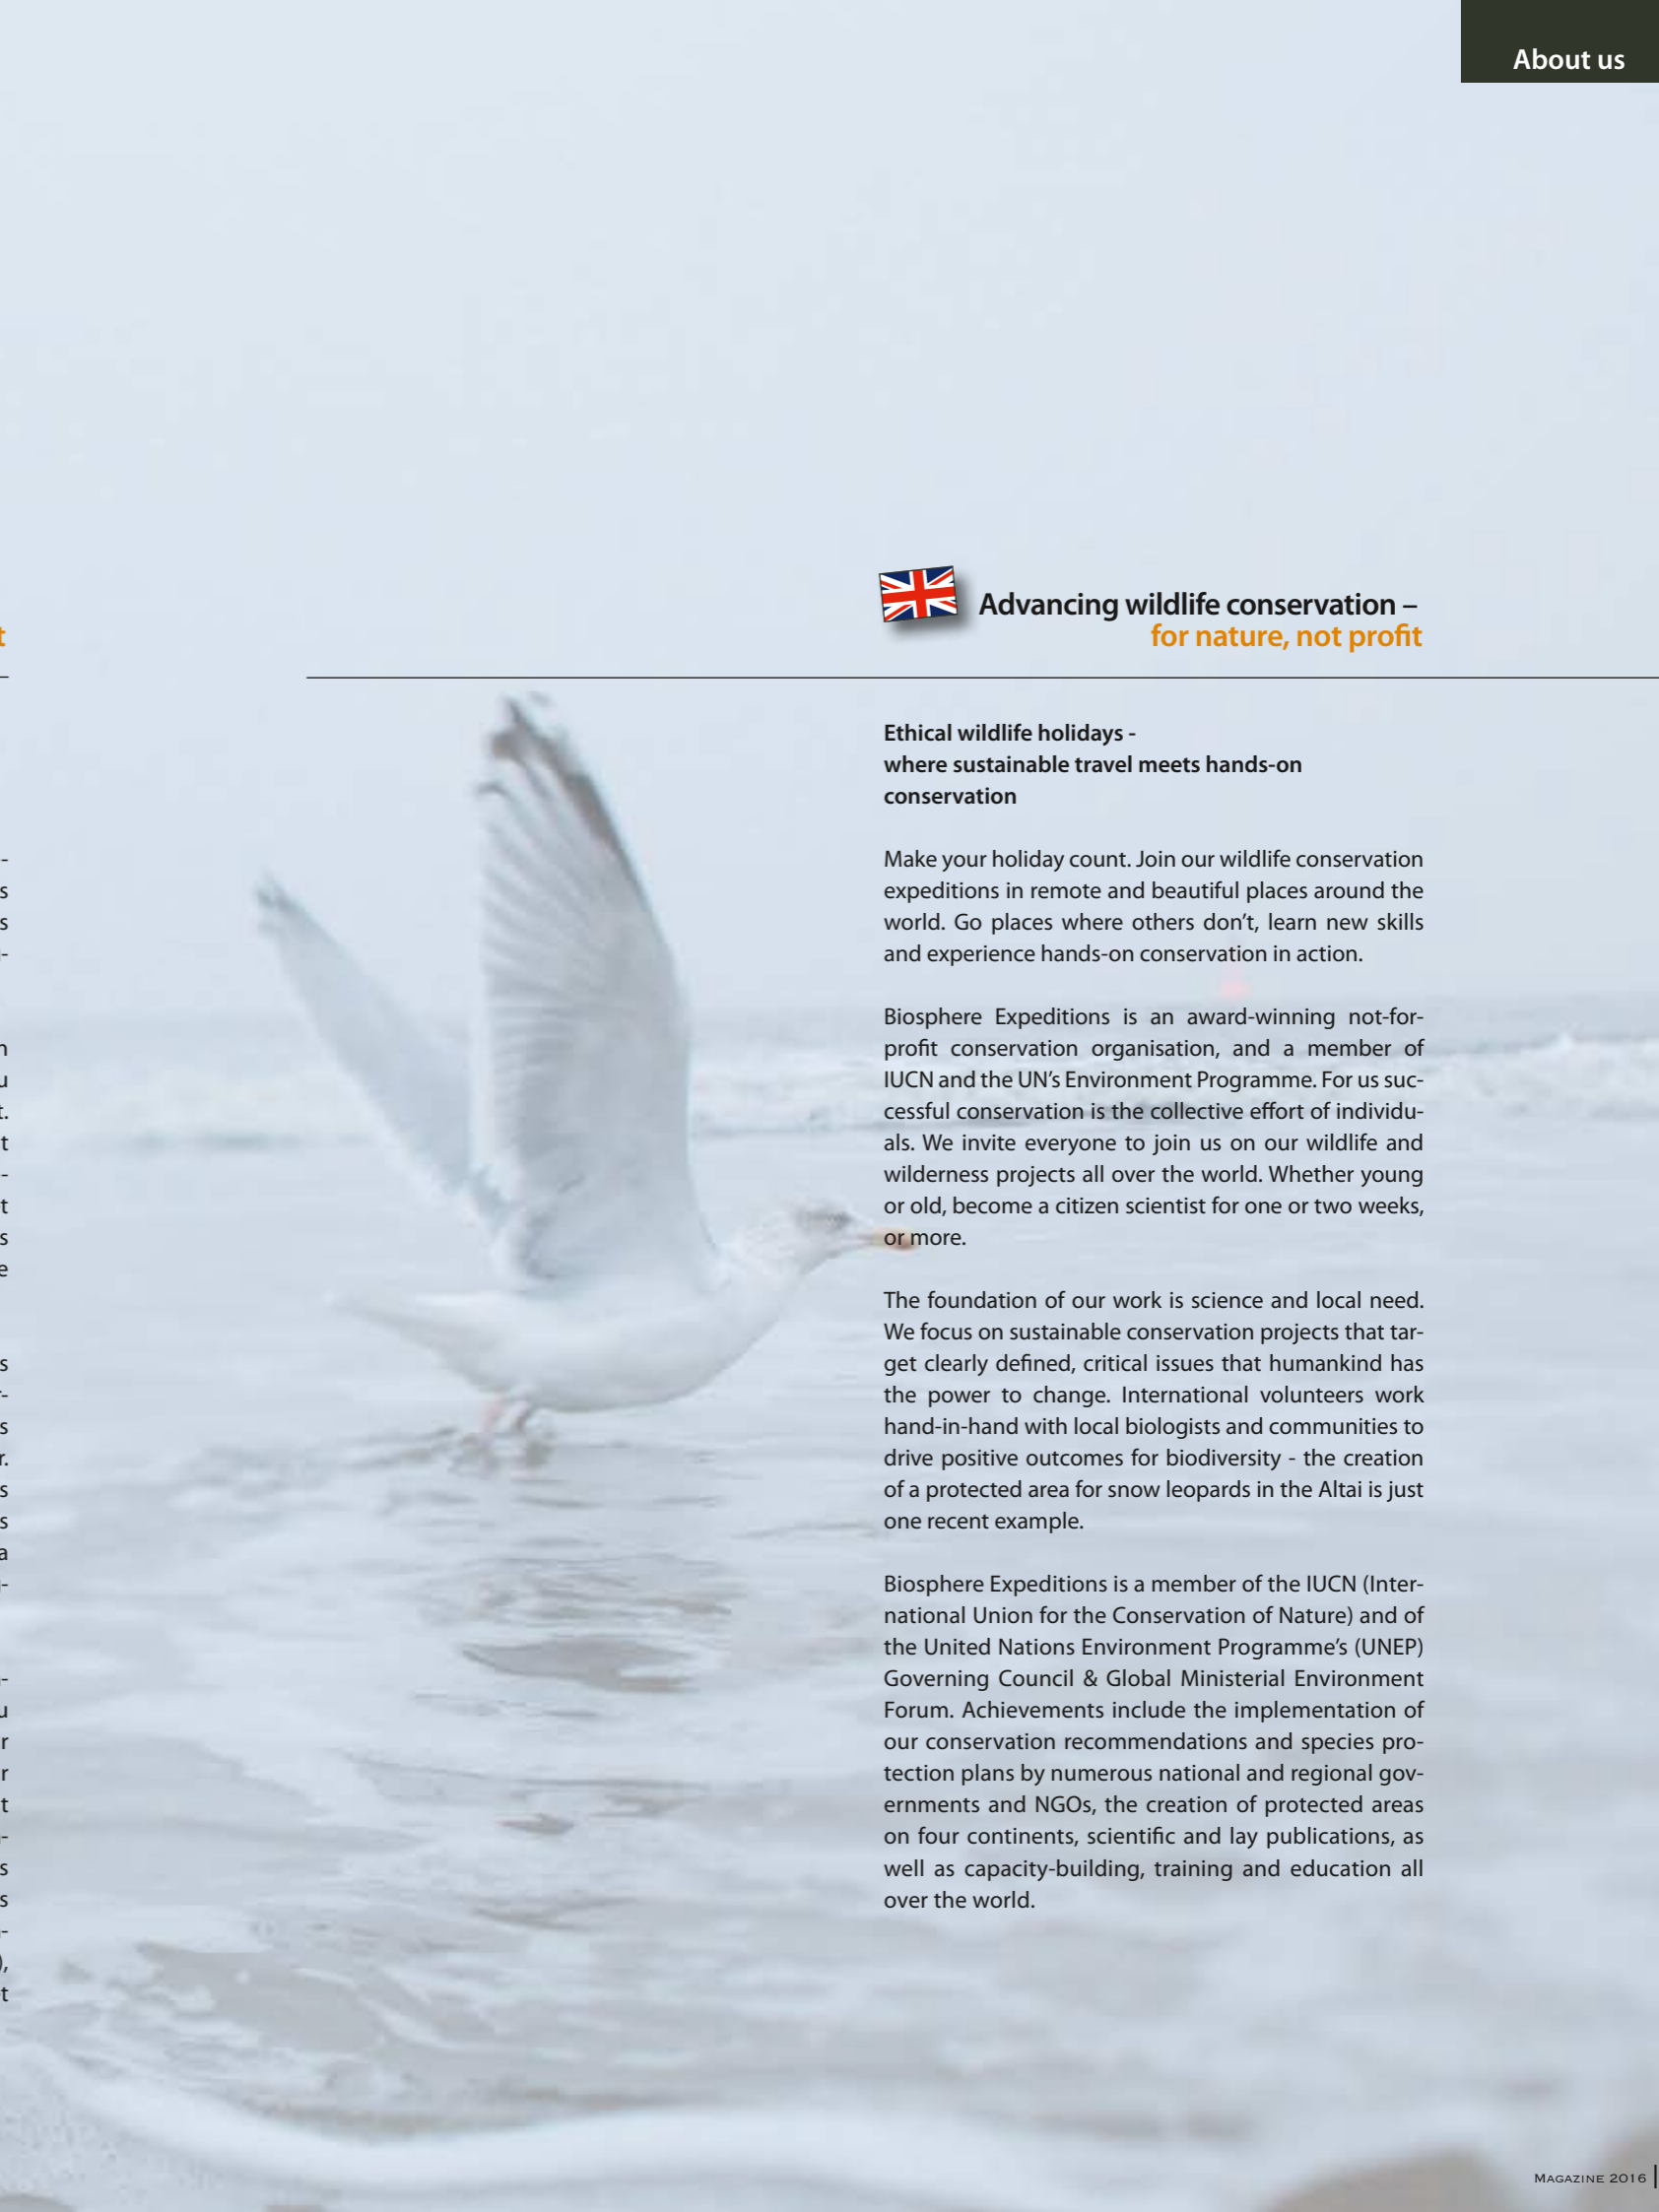 About us
Advancing wildlife conservation –
for nature, not profit
Ethical wildlife holidays -
where sustainable travel meets hands-on
conservation
Make your holiday count. Join our wildlife conservation
expeditions in remote and beautiful places around the
world. Go places where others don’t, learn new skills
and experience hands-on conservation in action.
Biosphere Expeditions is an award-winning not-for-
profit conservation organisation, and a member of
IUCN and the UN’s Environment Programme. For us suc-
cessful conservation is the collective effort of individu-
als. We invite everyone to join us on our wildlife and
wilderness projects all over the world. Whether young
or old, become a citizen scientist for one or two weeks,
or more.
The foundation of our work is science and local need.
We focus on sustainable conservation projects that tar-
get clearly defined, critical issues that humankind has
the power to change. International volunteers work
hand-in-hand with local biologists and communities to
drive positive outcomes for biodiversity - the creation
of a protected area for snow leopards in the Altai is just
one recent example.
Biosphere Expeditions is a member of the IUCN (Inter-
national Union for the Conservation of Nature) and of
the United Nations Environment Programme’s (UNEP)
Governing Council & Global Ministerial Environment
Forum. Achievements include the implementation of
our conservation recommendations and species pro-
tection plans by numerous national and regional gov-
ernments and NGOs, the creation of protected areas
on four continents, scientific and lay publications, as
well as capacity-building, training and education all
over the world.
Magazine 2016 |